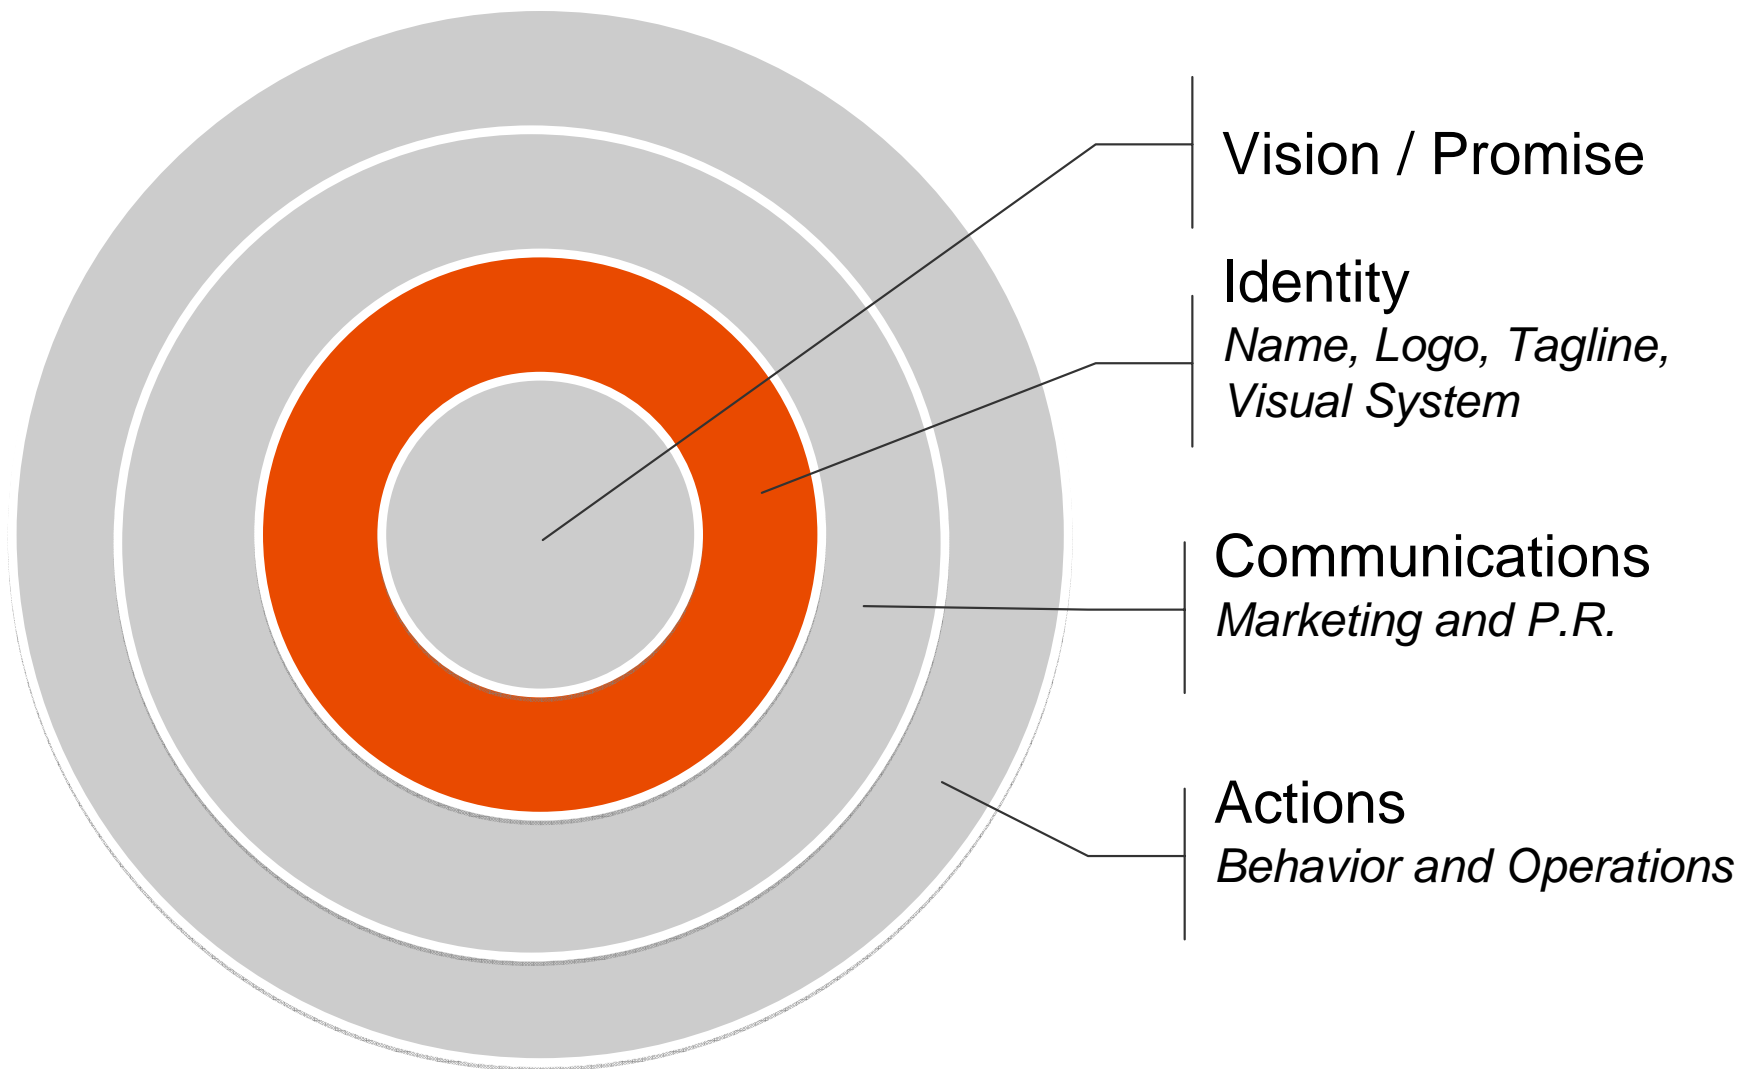 Vision / Promise
Identity
Name, Logo, Tagline,
Visual System
Communications
Marketing and P.R.
Actions
Behavior and Operations